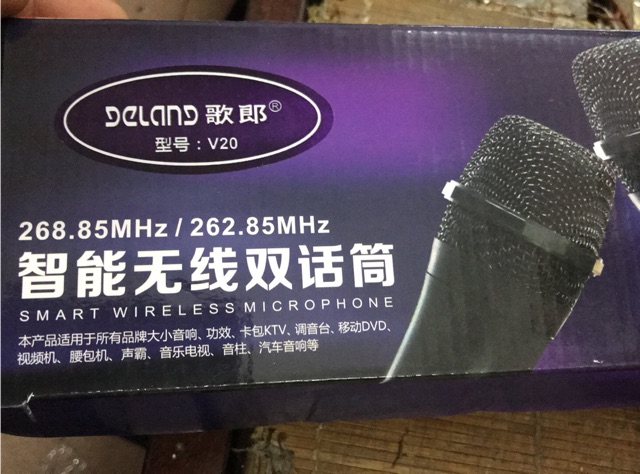 DELAND 歌郎®
型号：V20
268.85MHz / 262.85MHz
智能无线双话筒
SMART WIRELESS MICROPHONE
本产品适用于所有品牌大小音响、功效、卡包KTV、调音台、移动DVD、
视频机、腰包机、声霸、音乐电视、音柱、汽车音响等